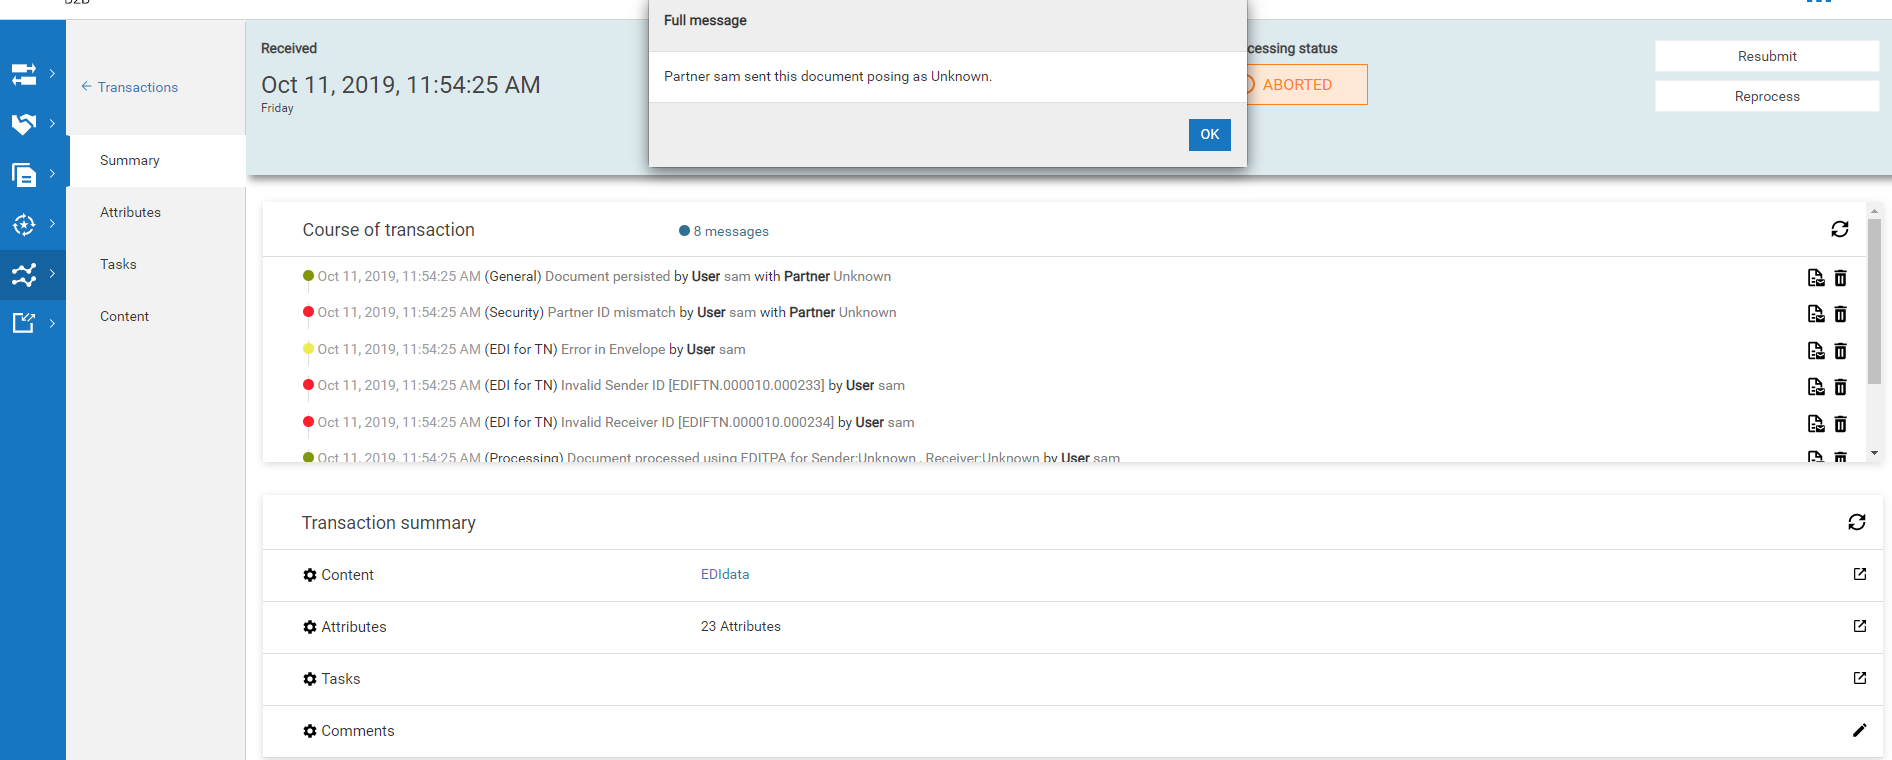 B2B
Full message
Partner sam sent this document posing as Unknown.
OK
Received
Oct 11, 2019, 11:54:25 AM
Friday
cessing status
ABORTED
Resubmit
Reprocess
← Transactions
Summary
Attributes
Tasks
Content
Course of transaction
8 messages
Oct 11, 2019, 11:54:25 AM (General) Document persisted by User sam with Partner Unknown
Oct 11, 2019, 11:54:25 AM (Security) Partner ID mismatch by User sam with Partner Unknown
Oct 11, 2019, 11:54:25 AM (EDI for TN) Error in Envelope by User sam
Oct 11, 2019, 11:54:25 AM (EDI for TN) Invalid Sender ID [EDIFTN.000010.000233] by User sam
Oct 11, 2019, 11:54:25 AM (EDI for TN) Invalid Receiver ID [EDIFTN.000010.000234] by User sam
Oct 11, 2019, 11:54:25 AM (Processing) Document processed using EDITPA for Sender:Unknown , Receiver:Unknown by User sam
Transaction summary
Content EDIdata
Attributes 23 Attributes
Tasks
Comments